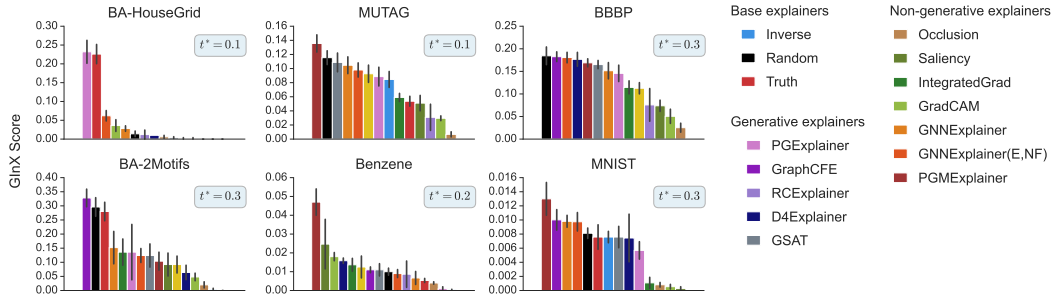 BA-HouseGrid
MUTAG
BBBP
GInX Score
0.30
0.25
0.20
0.15
0.10
0.05
0.00
t* = 0.1
0.16
0.14
0.12
0.10
0.08
0.06
0.04
0.02
0.00
t* = 0.1
0.25
0.20
0.15
0.10
0.05
0.00
t* = 0.3
BA-2Motifs
Benzene
MNIST
0.40
0.35
0.30
0.25
0.20
0.15
0.10
0.05
0.00
t* = 0.3
0.06
0.05
0.04
0.03
0.02
0.01
0.00
t* = 0.2
0.016
0.014
0.012
0.010
0.008
0.006
0.004
0.002
0.000
t* = 0.3
Base explainers
Inverse
Random
Truth
Generative explainers
PGExplainer
GraphCFE
RCExplainer
D4Explainer
GSAT
Non-generative explainers
Occlusion
Saliency
IntegratedGrad
GradCAM
GNNExplainer
GNNExplainer(E,NF)
PGMExplainer